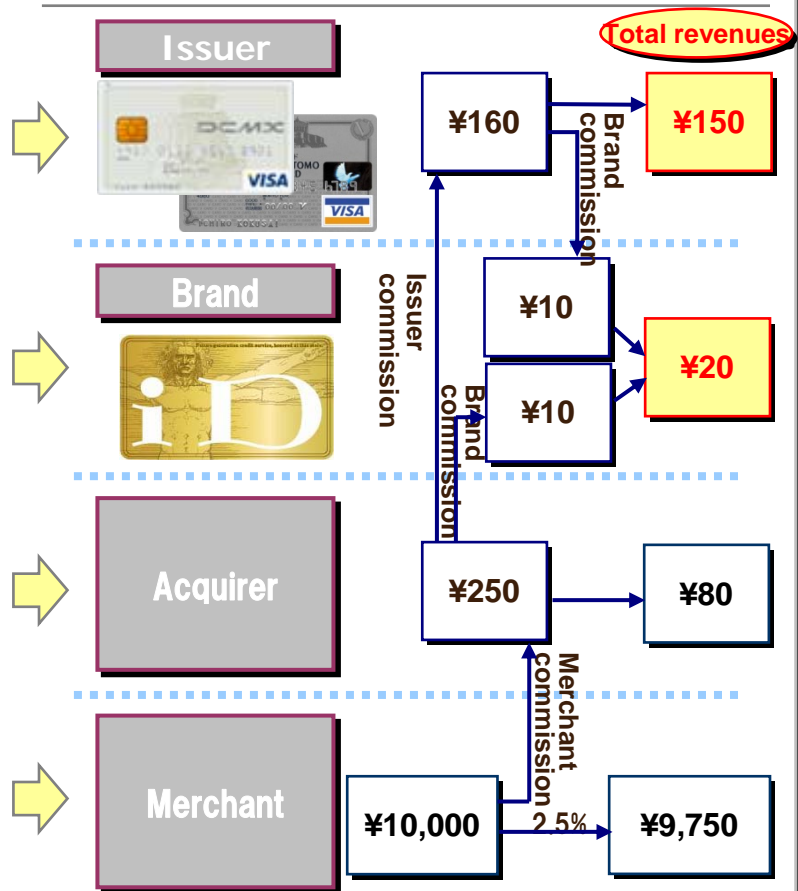 Total revenues
Issuer
DCMX
VISA
VISA
¥160
¥150
Brand
commission
Issuer
commission
Brand
iD
¥10
¥10
¥20
Brand
commission
Acquirer
¥250
¥80
Merchant
commission
2.5%
Merchant
¥10,000
¥9,750